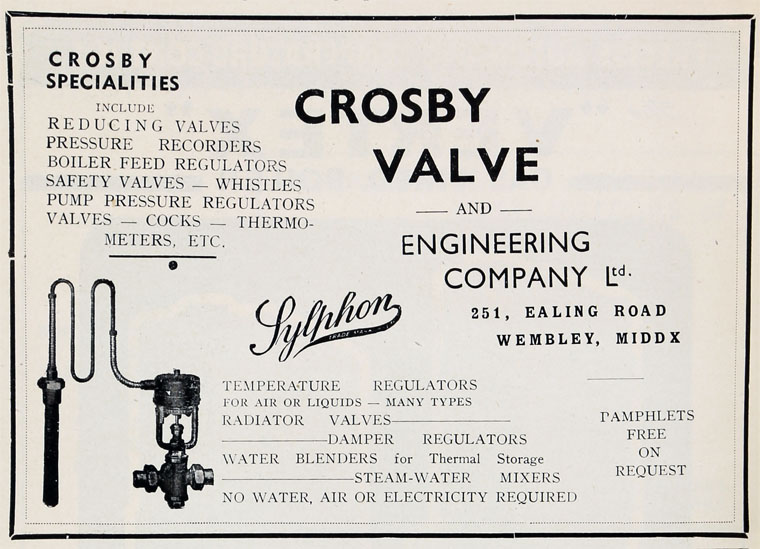 CROSBY
SPECIALITIES
INCLUDE
REDUCING VALVES
PRESSURE RECORDERS
BOILER FEED REGULATORS
SAFETY VALVES — WHISTLES
PUMP PRESSURE REGULATORS
VALVES — COCKS — THERMO-
METERS, ETC.
CROSBY
VALVE
AND
ENGINEERING
COMPANY Ltd.
251, EALING ROAD
WEMBLEY, MIDDX
Sylphon
TRADE MARK
TEMPERATURE REGULATORS
FOR AIR OR LIQUIDS — MANY TYPES
RADIATOR VALVES—
—DAMPER REGULATORS
WATER BLENDERS for Thermal Storage
—STEAM-WATER MIXERS
NO WATER, AIR OR ELECTRICITY REQUIRED
PAMPHLETS
FREE
ON
REQUEST